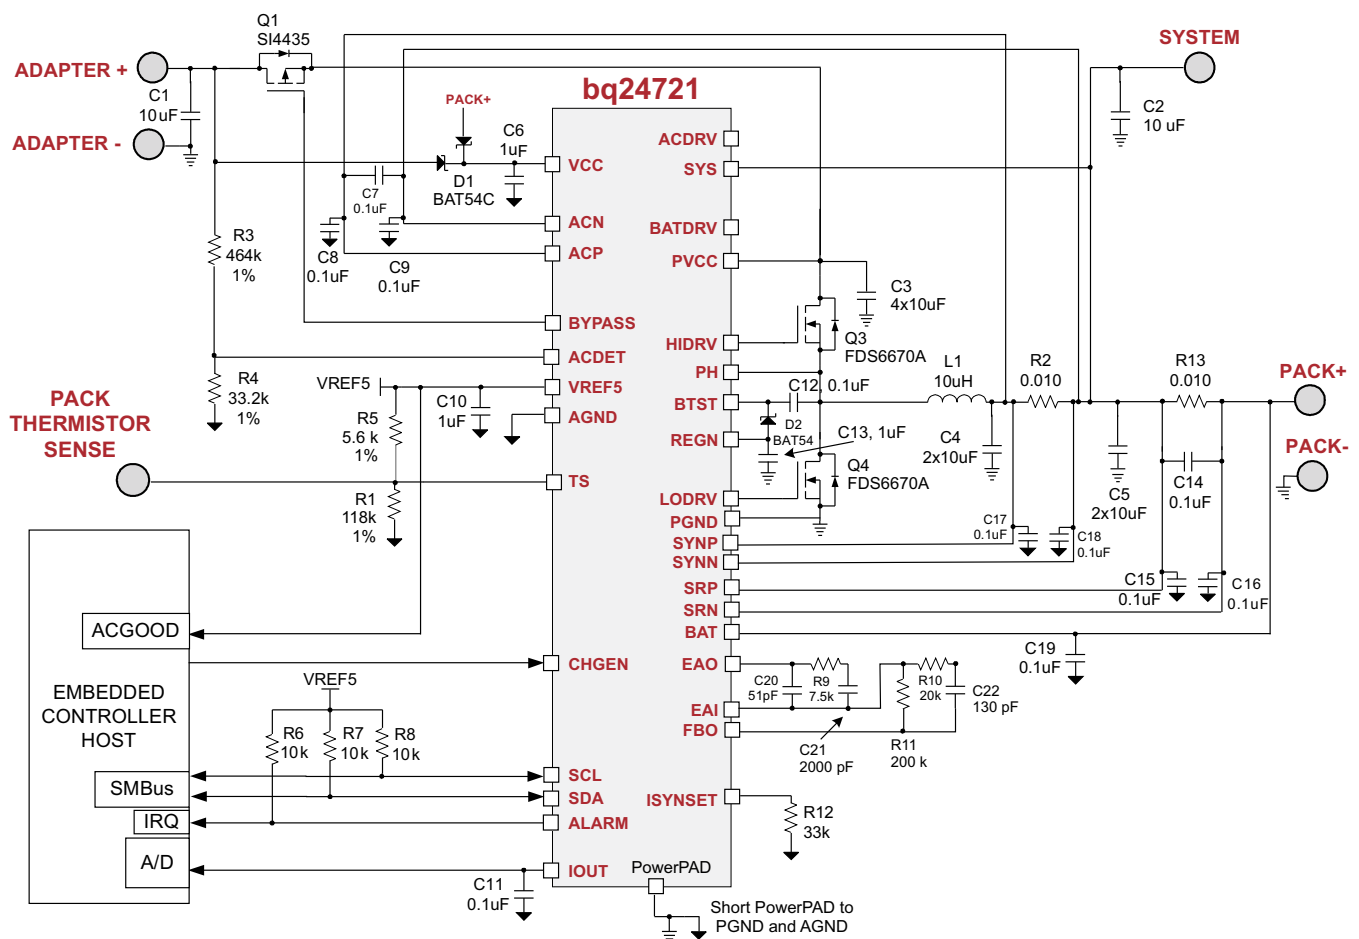 Q1
SI4435
ADAPTER +
C1
10uF
ADAPTER -
SYSTEM
C2
10 uF
bq24721
PACK+
C6
1uF
D1
BAT54C
C7
0.1uF
C8
0.1uF
C9
0.1uF
R3
464k
1%
R4
33.2k
1%
VCC
ACN
ACP
BYPASS
ACDET
VREF5
AGND
TS
CHGEN
SCL
SDA
ALARM
IOUT
ACDRV
SYS
BATDRV
PVCC
HIDRV
PH
BTST
REGN
LODRV
PGND
SYNP
SYNN
SRP
SRN
BAT
EAO
EAI
FBO
ISYNSET
PowerPAD
C3
4x10uF
Q3
FDS6670A
C12, 0.1uF
D2
BAT54
C13, 1uF
Q4
FDS6670A
L1
10uH
R2
0.010
R13
0.010
PACK+
PACK-
C4
2x10uF
C5
2x10uF
C14
0.1uF
C17
0.1uF
C18
0.1uF
C15
0.1uF
C16
0.1uF
C19
0.1uF
C20
51pF
R9
7.5k
R10
20k
C22
130 pF
C21
2000 pF
R11
200 k
R12
33k
PACK
THERMISTOR
SENSE
VREF5
R5
5.6 k
1%
C10
1uF
R1
118k
1%
ACGOOD
EMBEDDED
CONTROLLER
HOST
VREF5
R6
10k
R7
10k
R8
10k
SMBus
IRQ
A/D
C11
0.1uF
Short PowerPAD to
PGND and AGND